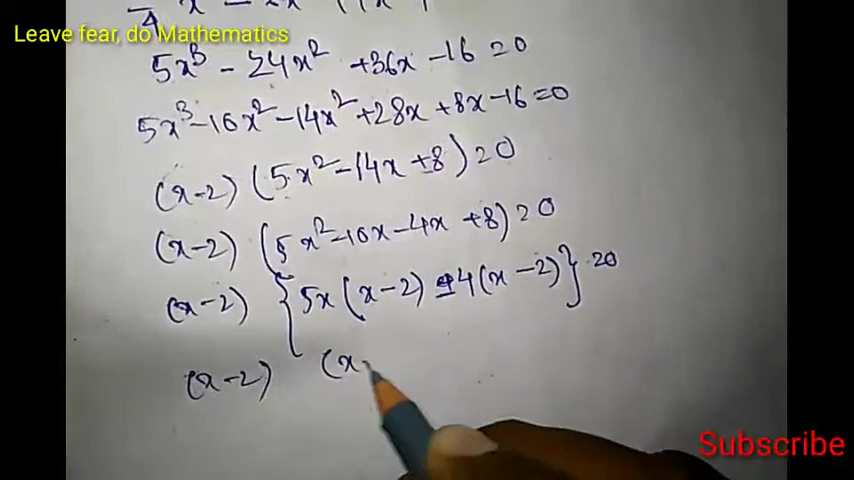 Leave fear, do Mathematics
5x³ - 24x² + 36x - 16 = 0
5x³ - 10x² - 14x² + 28x + 8x - 16 = 0
(x-2) (5x² - 14x + 8) = 0
(x-2) (5x² - 10x - 4x + 8) = 0
(x-2) {5x(x-2) - 4(x-2)} = 0
(x-2) (x
Subscribe